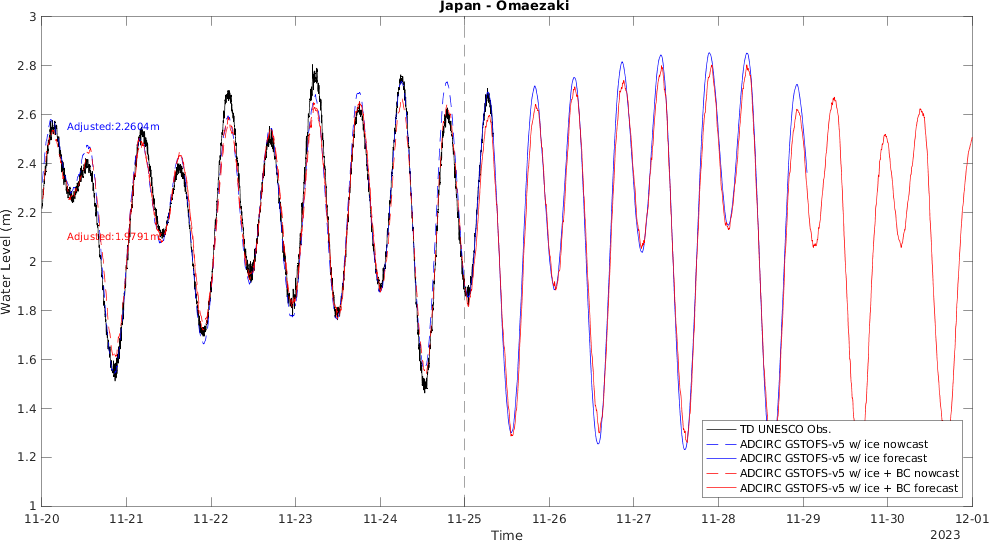 Japan - Omaezaki
3
2.8
2.6
2.4
2.2
2
1.8
1.6
1.4
1.2
1
Water Level (m)
Adjusted:2.2604m
Adjusted:1.9791m
TD UNESCO Obs.
ADCIRC GSTOFS-v5 w/ ice nowcast
ADCIRC GSTOFS-v5 w/ ice forecast
ADCIRC GSTOFS-v5 w/ ice + BC nowcast
ADCIRC GSTOFS-v5 w/ ice + BC forecast
11-20 11-21 11-22 11-23 11-24 11-25 11-26 11-27 11-28 11-29 11-30 12-01
Time
2023